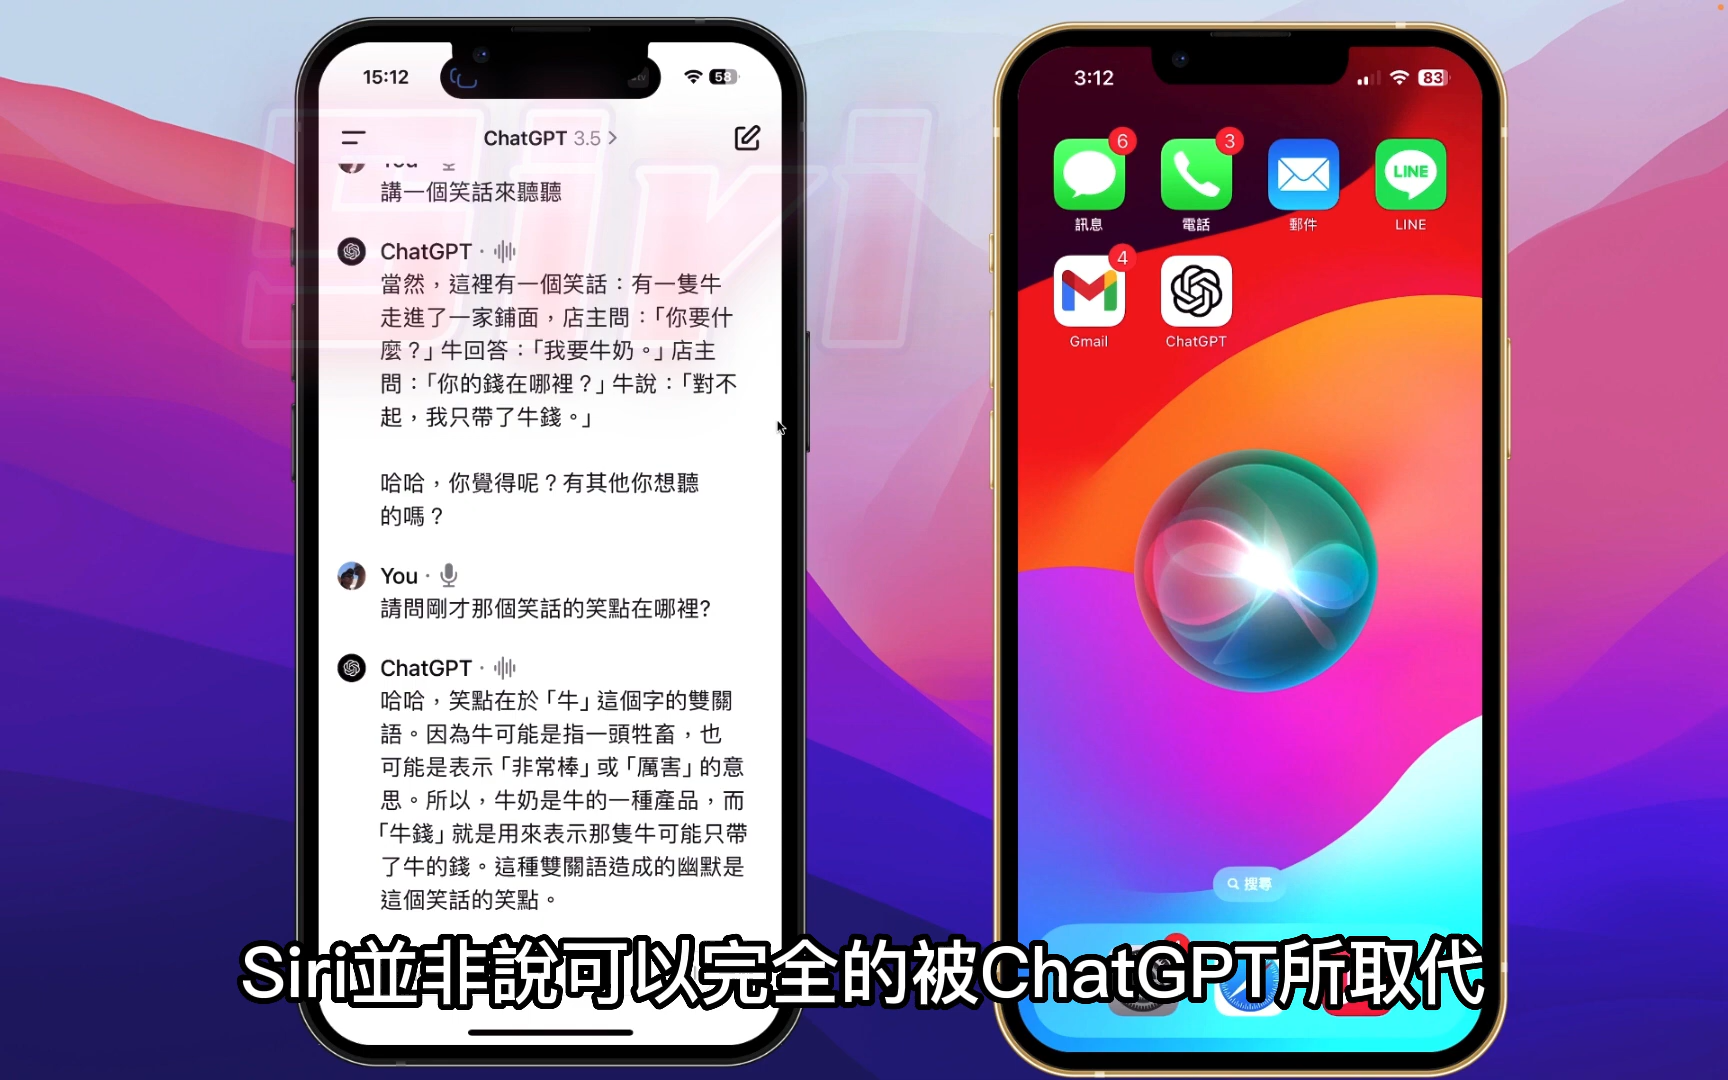 15:12
58
ChatGPT 3.5 >
You
講一個笑話來聽聽
ChatGPT
當然，這裡有一個笑話：有一隻牛
走進了一家鋪面，店主問：「你要什
麼？」牛回答：「我要牛奶。」店主
問：「你的錢在哪裡？」牛說：「對不
起，我只帶了牛錢。」
哈哈，你覺得呢？有其他你想聽
的嗎？
You
請問剛才那個笑話的笑點在哪裡?
ChatGPT
哈哈，笑點在於「牛」這個字的雙關
語。因為牛可能是指一頭牲畜，也
可能是表示「非常棒」或「厲害」的意
思。所以，牛奶是牛的一種產品，而
「牛錢」就是用來表示那隻牛可能只帶
了牛的錢。這種雙關語造成的幽默是
這個笑話的笑點。
Siri
3:12
83
6
3
LINE
訊息
電話
郵件
LINE
4
Gmail
ChatGPT
搜尋
Siri並非說可以完全的被ChatGPT所取代